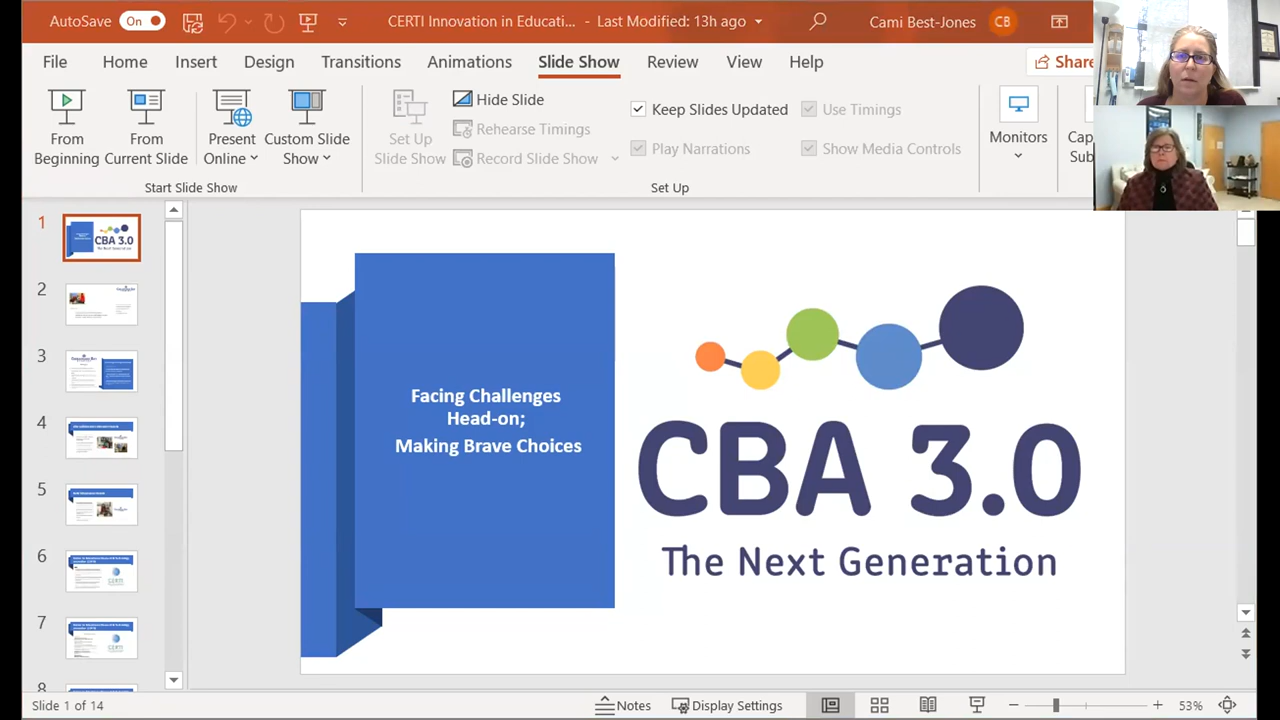 AutoSave On CERTI Innovation in Educati... - Last Modified: 13h ago Cami Best-Jones CB
File Home Insert Design Transitions Animations Slide Show Review View Help Share
From Beginning
From Current Slide
Present Online
Custom Slide Show
Set Up Slide Show
Hide Slide
Rehearse Timings
Record Slide Show
Keep Slides Updated
Play Narrations
Use Timings
Show Media Controls
Monitors
Start Slide Show
Set Up
1
CBA 3.0
2
3
4
5
6
7
8
Facing Challenges
Head-on;
Making Brave Choices
CBA 3.0
The Next Generation
Slide 1 of 14 Notes Display Settings 53%